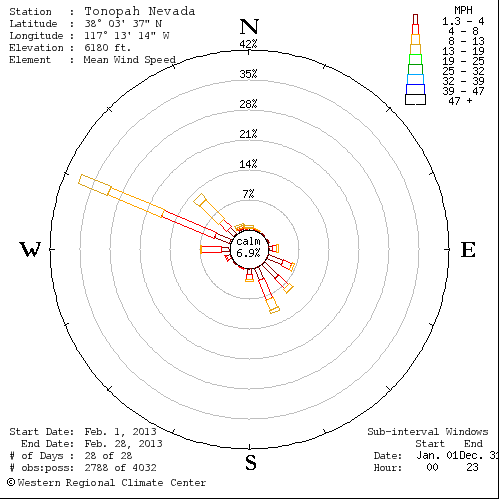 Station : Tonopah Nevada
Latitude : 38° 03' 37" N
Longitude : 117° 13' 14" W
Elevation : 6180 ft.
Element : Mean Wind Speed
MPH
1.3 - 4
4 - 8
8 - 13
13 - 19
19 - 25
25 - 32
32 - 39
39 - 47
47 +
N
42%
35%
28%
21%
14%
7%
W
calm
6.9%
E
S
Start Date: Feb. 1, 2013
End Date: Feb. 28, 2013
# of Days : 28 of 28
# obs:poss: 2788 of 4032
© Western Regional Climate Center
Sub-interval Windows
Start End
Date: Jan. 01 Dec. 31
Hour: 00 23